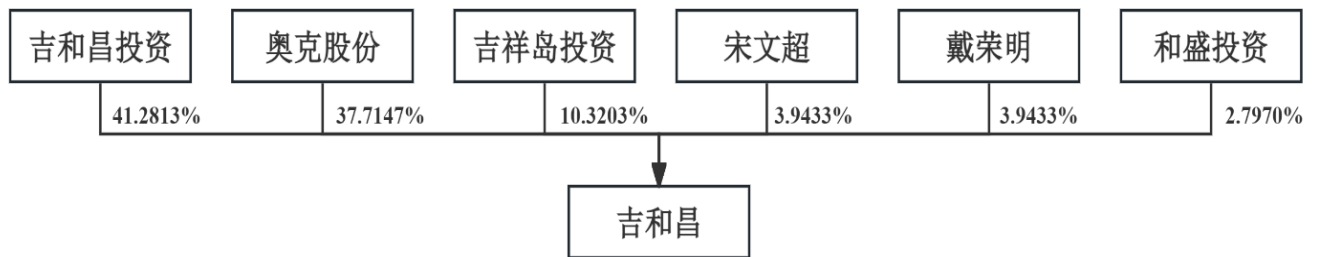 吉和昌投资 奥克股份 吉祥岛投资 宋文超 戴荣明 和盛投资
41.2813% 37.7147% 10.3203% 3.9433% 3.9433% 2.7970%
吉和昌